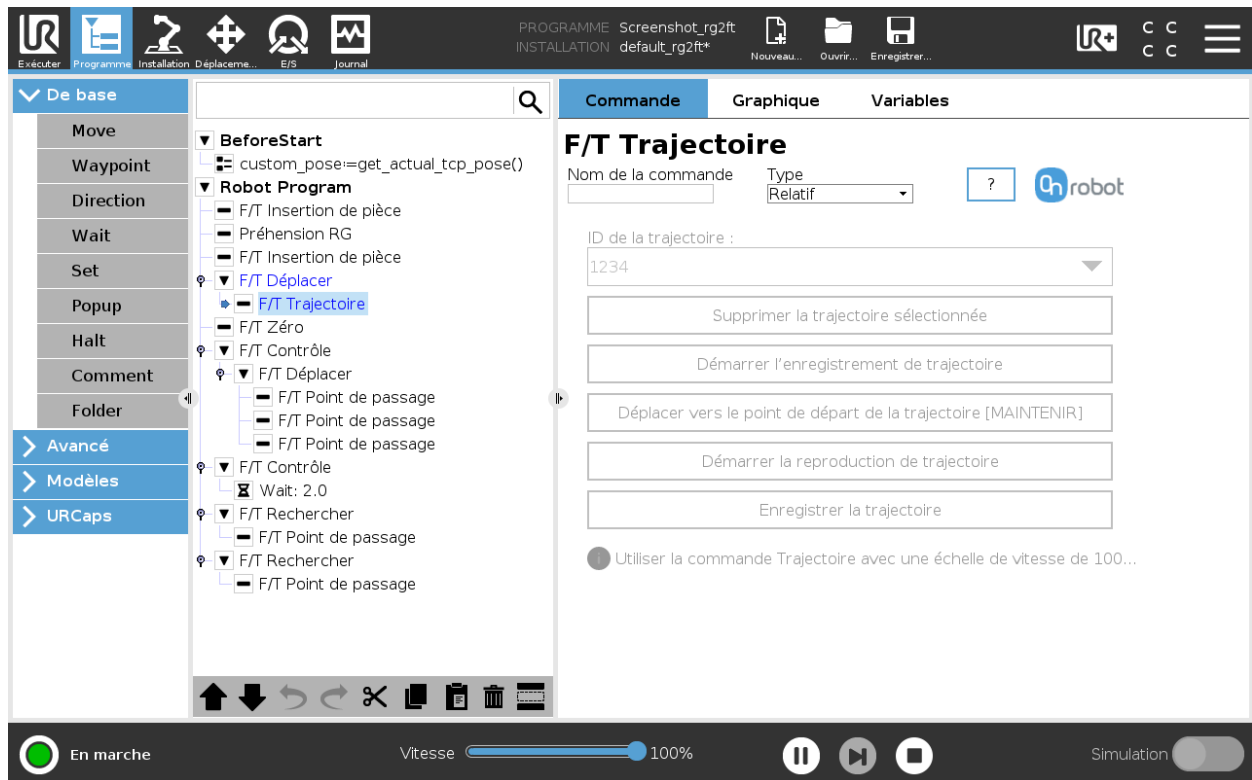 PROGRAMME Screenshot_rg2ft
INSTALLATION default_rg2ft*
UR
Exécuter
Programme
Installation
Déplaceme...
E/S
Journal
Nouveau...
Ouvrir...
Enregistrer...
UR+
C C
C C
De base
Move
Waypoint
Direction
Wait
Set
Popup
Halt
Comment
Folder
Avancé
Modèles
URCaps
BeforeStart
custom_pose:=get_actual_tcp_pose()
Robot Program
F/T Insertion de pièce
Préhension RG
F/T Insertion de pièce
F/T Déplacer
F/T Trajectoire
F/T Zéro
F/T Contrôle
F/T Déplacer
F/T Point de passage
F/T Point de passage
F/T Point de passage
F/T Contrôle
Wait: 2.0
F/T Rechercher
F/T Point de passage
F/T Rechercher
F/T Point de passage
Commande Graphique Variables
F/T Trajectoire
Nom de la commande Type
Relatif
?
On robot
ID de la trajectoire :
1234
Supprimer la trajectoire sélectionnée
Démarrer l'enregistrement de trajectoire
Déplacer vers le point de départ de la trajectoire [MAINTENIR]
Démarrer la reproduction de trajectoire
Enregistrer la trajectoire
i Utiliser la commande Trajectoire avec une échelle de vitesse de 100...
En marche
Vitesse 100%
Simulation